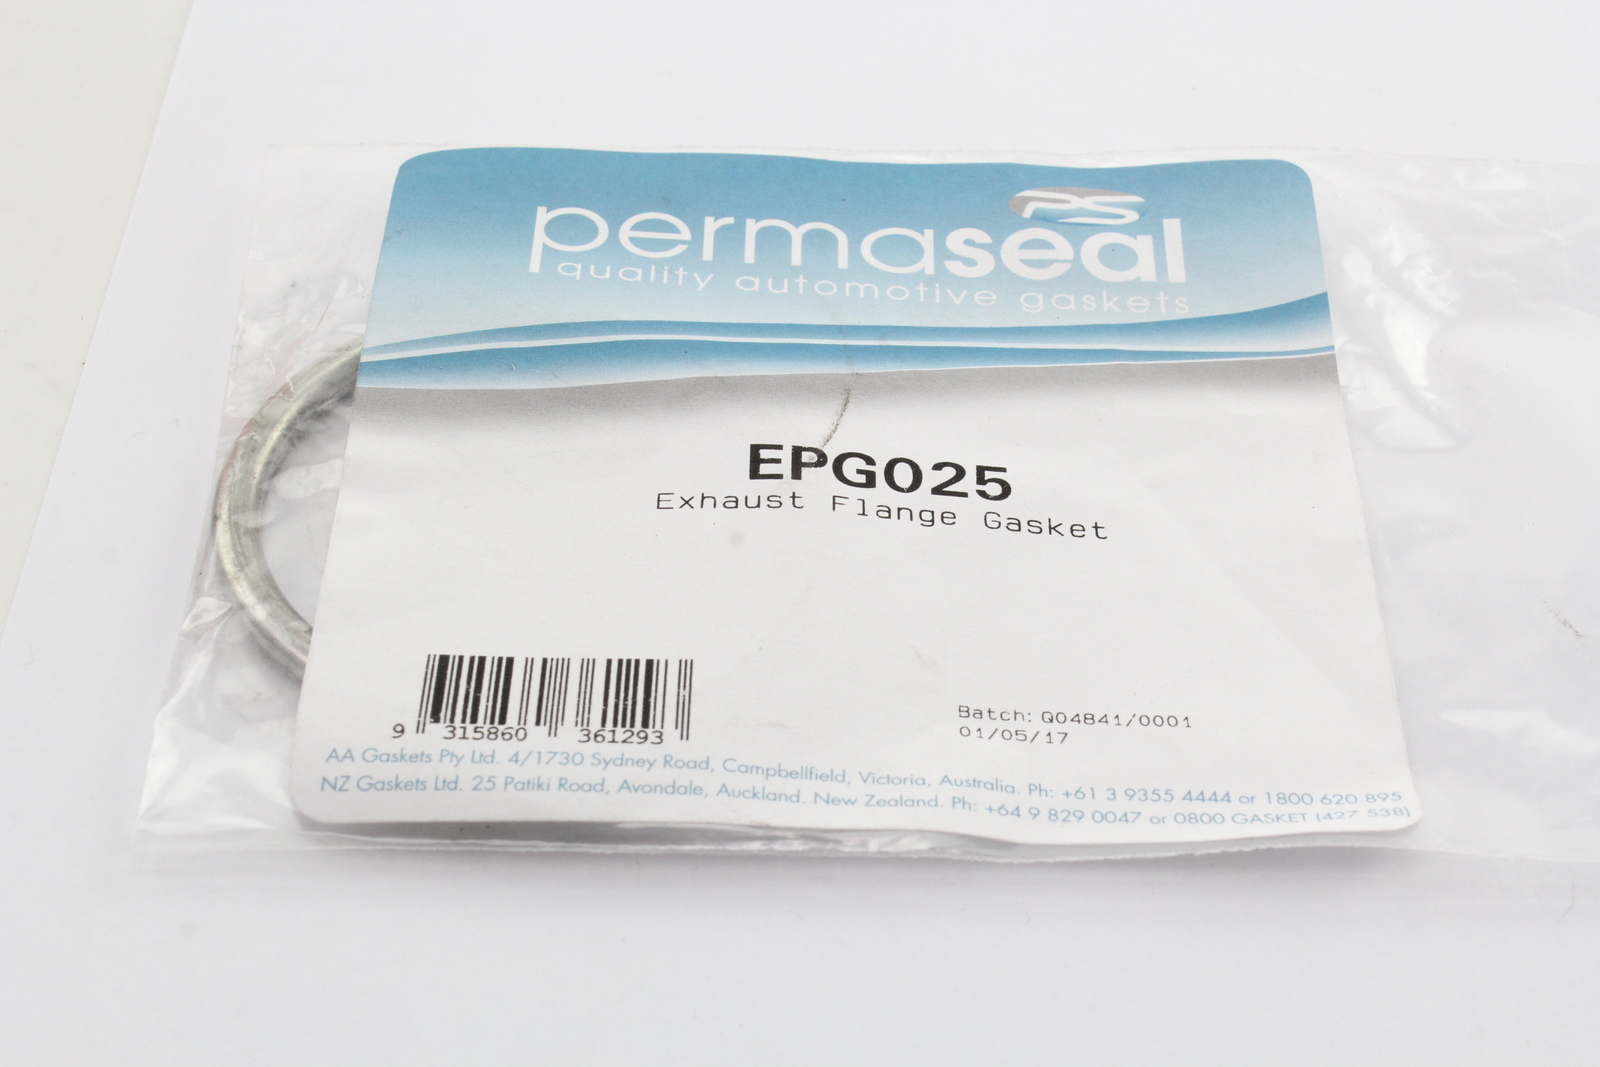 PS
permaseal
quality automotive gaskets
EPG025
Exhaust Flange Gasket
9 315860 361293
Batch: Q04841/0001
01/05/17
AA Gaskets Pty Ltd. 4/1730 Sydney Road, Campbellfield, Victoria, Australia. Ph: +61 3 9355 4444 or 1800 620 895
NZ Gaskets Ltd. 25 Patiki Road, Avondale, Auckland. New Zealand. Ph: +64 9 829 0047 or 0800 GASKET (427 538)